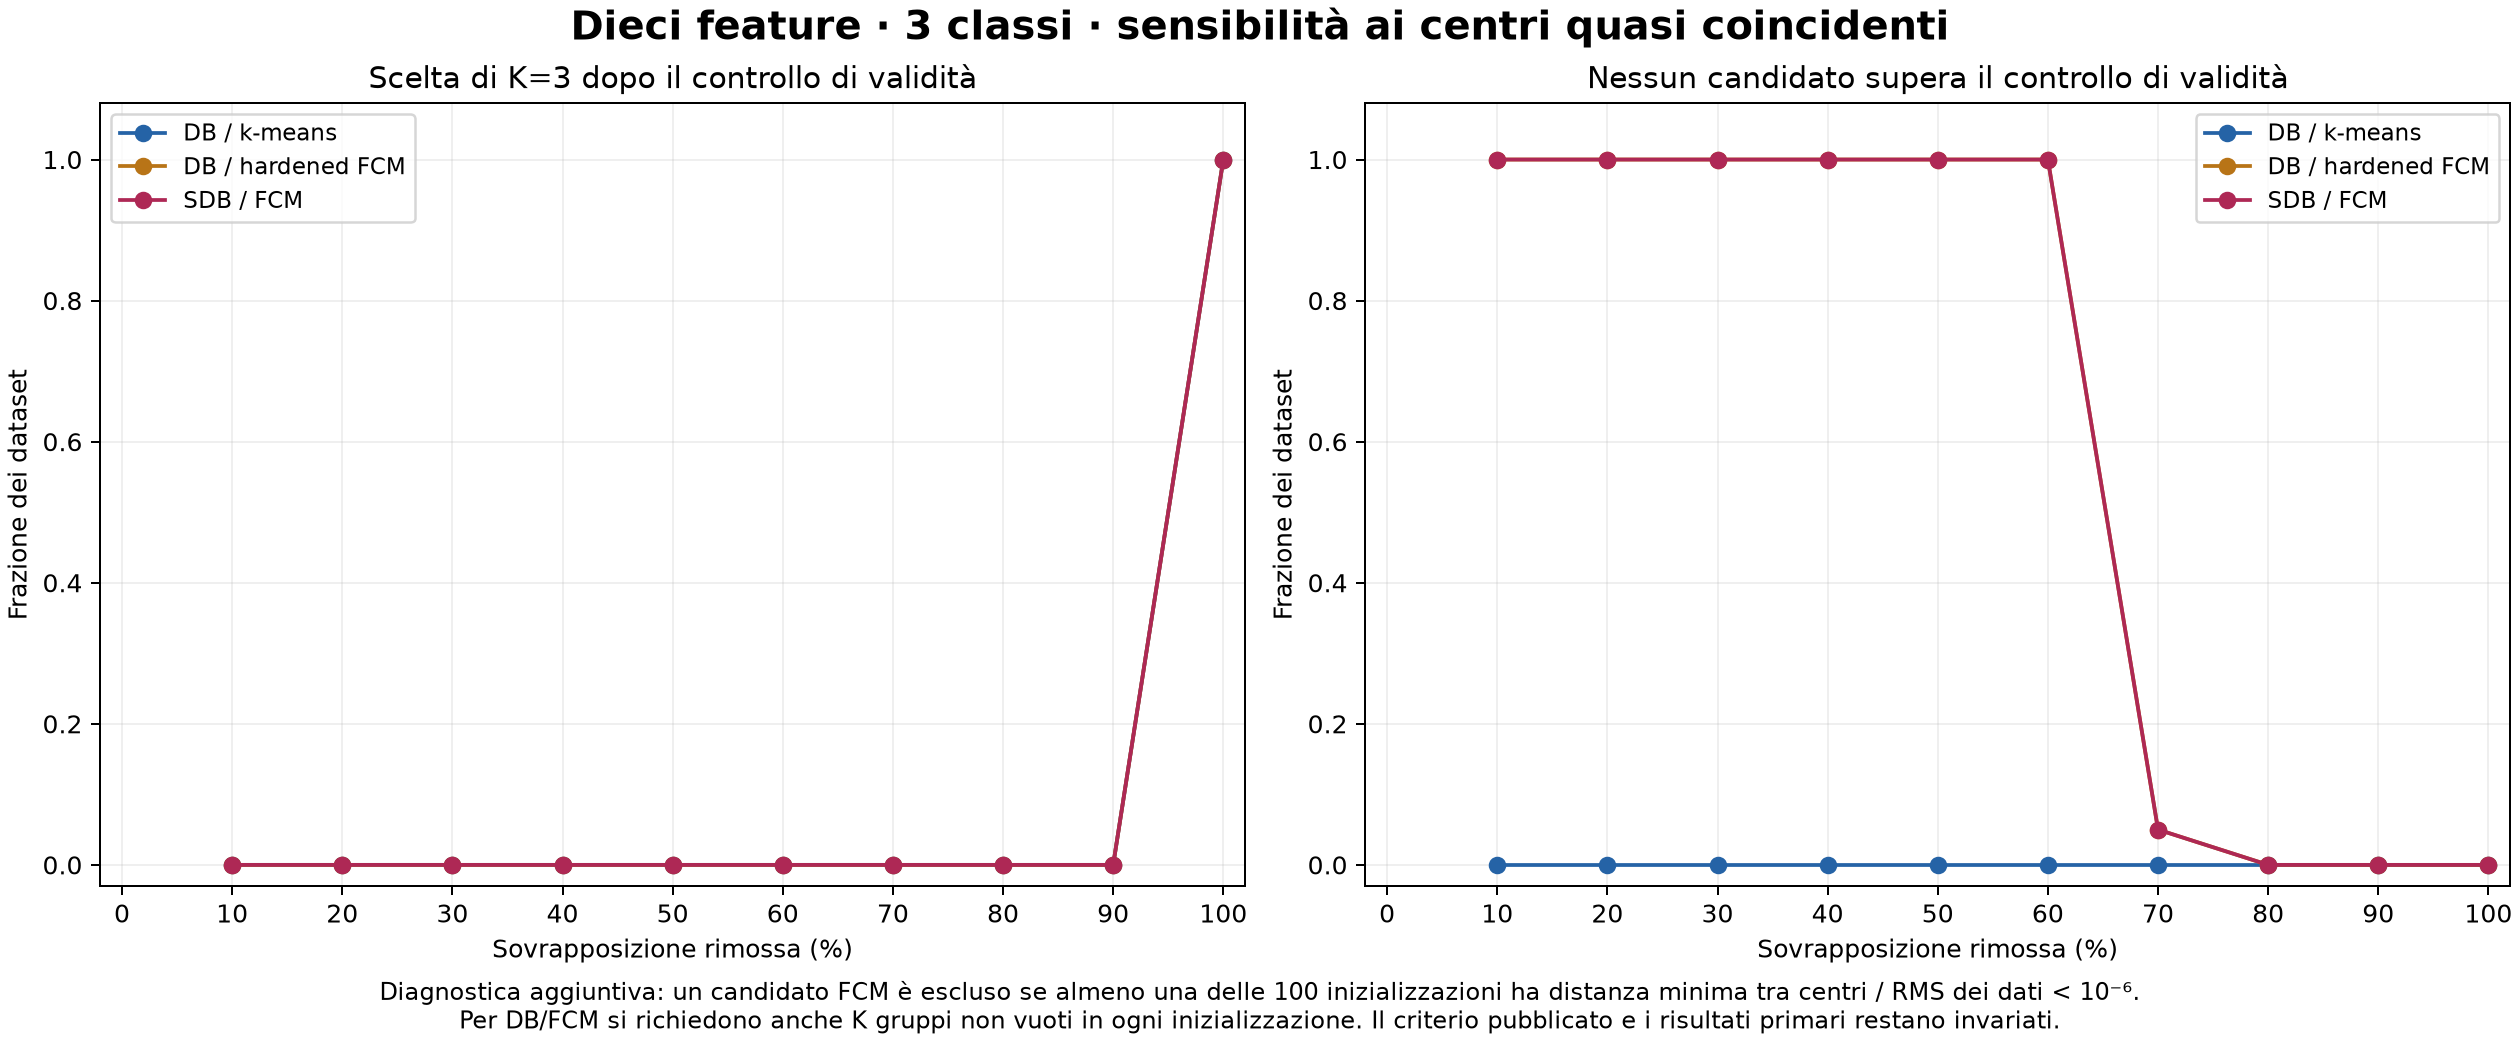 Dieci feature · 3 classi · sensibilità ai centri quasi coincidenti
Scelta di K=3 dopo il controllo di validità
DB / k-means
DB / hardened FCM
SDB / FCM
Frazione dei dataset
1.0
0.8
0.6
0.4
0.2
0.0
0 10 20 30 40 50 60 70 80 90 100
Sovrapposizione rimossa (%)
Nessun candidato supera il controllo di validità
DB / k-means
DB / hardened FCM
SDB / FCM
Frazione dei dataset
1.0
0.8
0.6
0.4
0.2
0.0
0 10 20 30 40 50 60 70 80 90 100
Sovrapposizione rimossa (%)
Diagnostica aggiuntiva: un candidato FCM è escluso se almeno una delle 100 inizializzazioni ha distanza minima tra centri / RMS dei dati < 10⁻⁶.
Per DB/FCM si richiedono anche K gruppi non vuoti in ogni inizializzazione. Il criterio pubblicato e i risultati primari restano invariati.